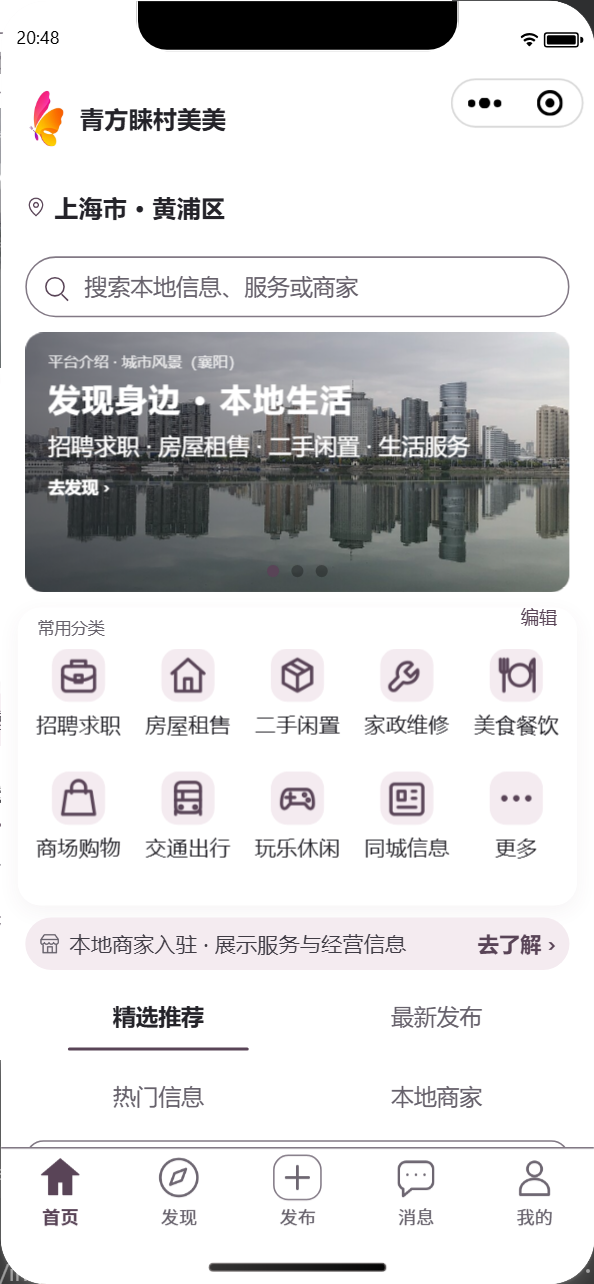 20:48
青方睐村美美
上海市 • 黄浦区
搜索本地信息、服务或商家
平台介绍 · 城市风景（襄阳）
发现身边 • 本地生活
招聘求职 · 房屋租售 · 二手闲置 · 生活服务
去发现 ›
常用分类 编辑
招聘求职 房屋租售 二手闲置 家政维修 美食餐饮
商场购物 交通出行 玩乐休闲 同城信息 更多
本地商家入驻 · 展示服务与经营信息 去了解 ›
精选推荐 最新发布
热门信息 本地商家
首页 发现 发布 消息 我的